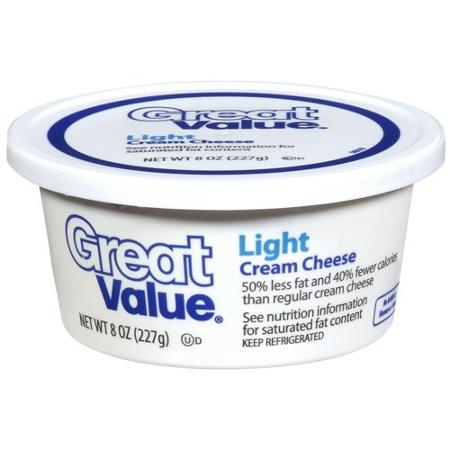 Great
Value®
Light
Cream Cheese
See nutrition information for
saturated fat content
NET WT 8 OZ (227g) U D
Great
Value®
NET WT 8 OZ (227g) U D
Light
Cream Cheese
50% less fat and 40% fewer calories
than regular cream cheese
See nutrition information
for saturated fat content
KEEP REFRIGERATED